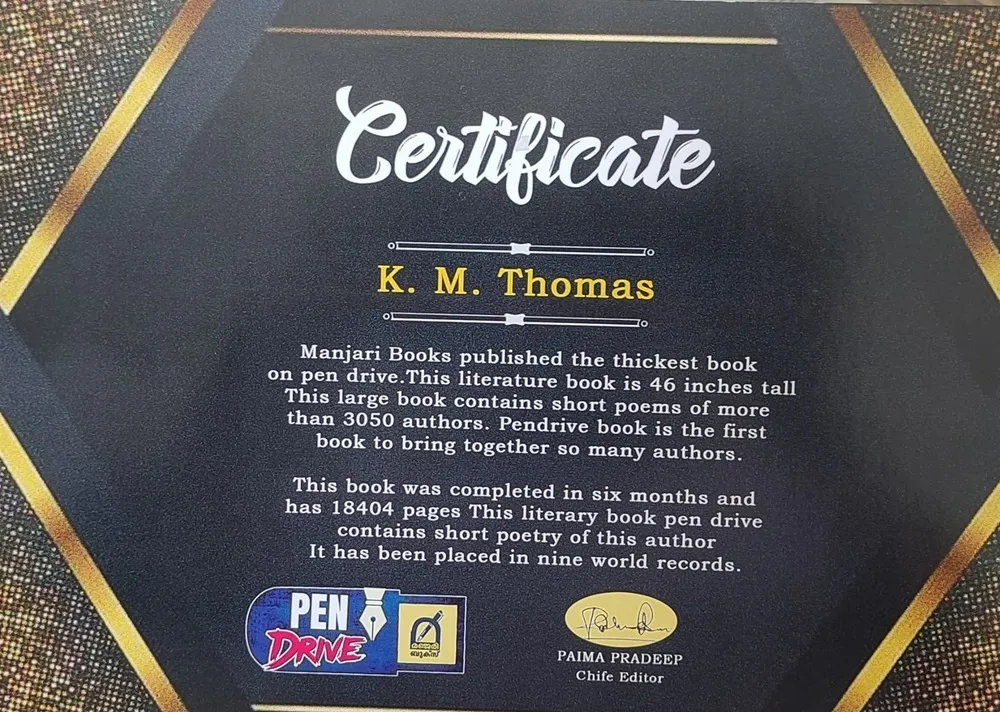 Certificate
K. M. Thomas
Manjari Books published the thickest book
on pen drive.This literature book is 46 inches tall
This large book contains short poems of more
than 3050 authors. Pendrive book is the first
book to bring together so many authors.
This book was completed in six months and
has 18404 pages This literary book pen drive
contains short poetry of this author
It has been placed in nine world records.
PEN
DRIVE
മഞ്ജരി
ബുക്സ്
PAIMA PRADEEP
Chife Editor